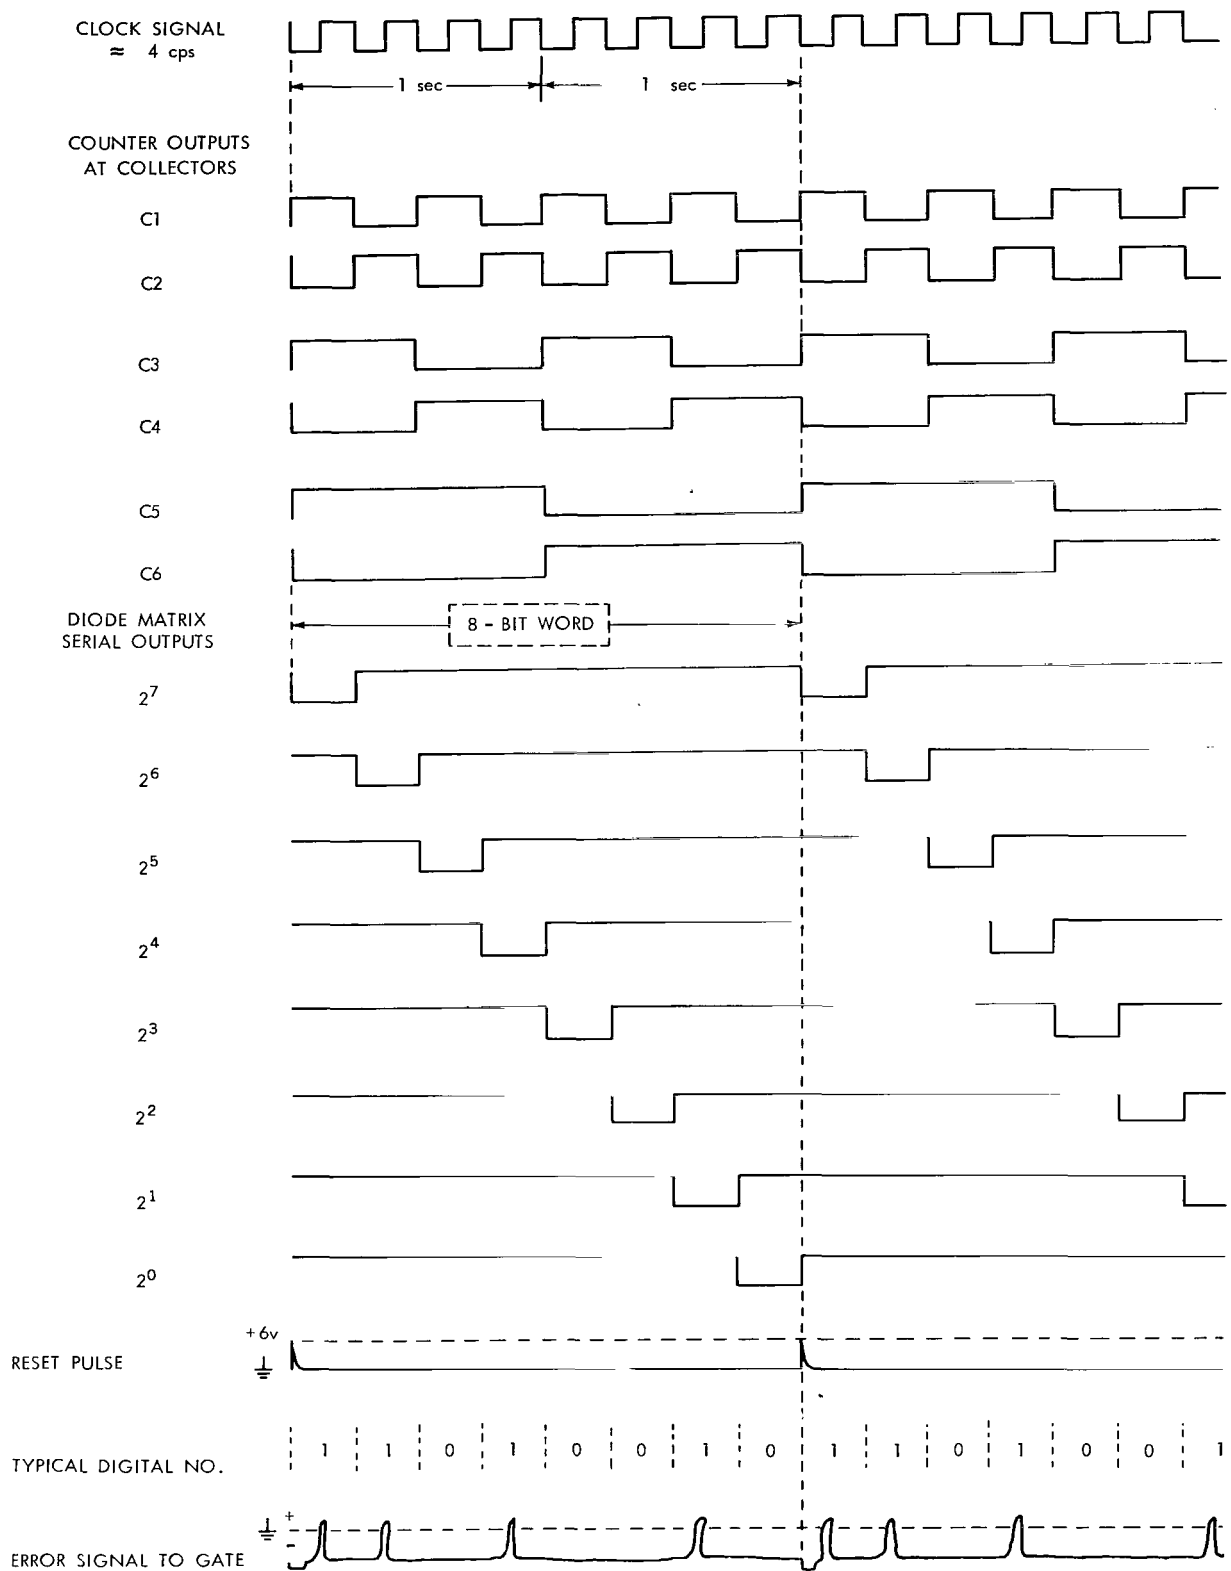 CLOCK SIGNAL
≈ 4 cps
1 sec 1 sec
COUNTER OUTPUTS
AT COLLECTORS
C1
C2
C3
C4
C5
C6
DIODE MATRIX
SERIAL OUTPUTS
8 - BIT WORD
2⁷
2⁶
2⁵
2⁴
2³
2²
2¹
2⁰
+6v
RESET PULSE
TYPICAL DIGITAL NO. 1 1 0 1 0 0 1 0 1 1 0 1 0 0 1
+
-
ERROR SIGNAL TO GATE